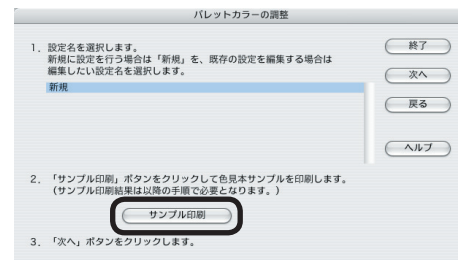 パレットカラーの調整
1. 設定名を選択します。
新規に設定を行う場合は「新規」を、既存の設定を編集する場合は
編集したい設定名を選択します。
新規
終了
次へ
戻る
ヘルプ
2. 「サンプル印刷」ボタンをクリックして色見本サンプルを印刷します。
(サンプル印刷結果は以降の手順で必要となります。)
サンプル印刷
3. 「次へ」ボタンをクリックします。